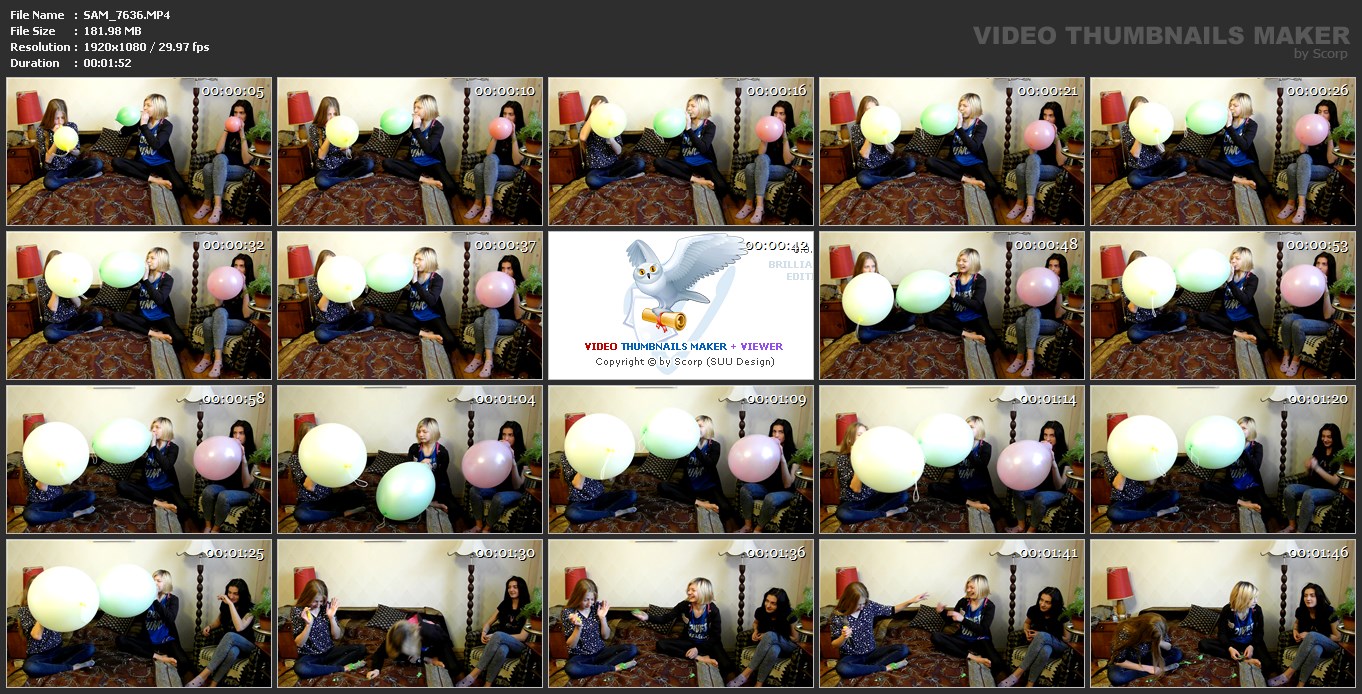 File Name : SAM_7636.MP4
File Size : 181.98 MB
Resolution : 1920x1080 / 29.97 fps
Duration : 00:01:52
VIDEO THUMBNAILS MAKER
by Scorp
00:00:05
00:00:10
00:00:16
00:00:21
00:00:26
00:00:32
00:00:37
00:00:42
BRILLIA
EDIT
VIDEO THUMBNAILS MAKER + VIEWER
Copyright © by Scorp (SUU Design)
00:00:48
00:00:53
00:00:58
00:01:04
00:01:09
00:01:14
00:01:20
00:01:25
00:01:30
00:01:36
00:01:41
00:01:46